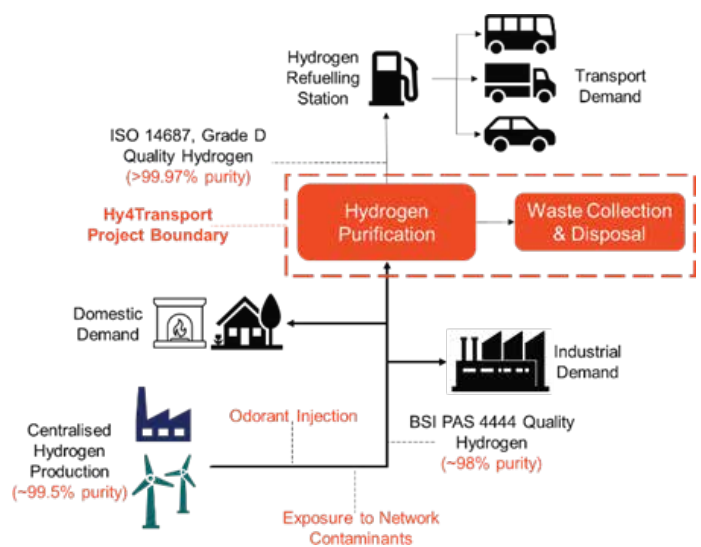 Hydrogen
Refuelling
Station
Transport
Demand
ISO 14687, Grade D
Quality Hydrogen
(>99.97% purity)
Hy4Transport
Project Boundary
Hydrogen
Purification
Waste Collection
& Disposal
Domestic
Demand
Industrial
Demand
Odorant Injection
BSI PAS 4444 Quality
Hydrogen
(~98% purity)
Centralised
Hydrogen
Production
(~99.5% purity)
Exposure to Network
Contaminants